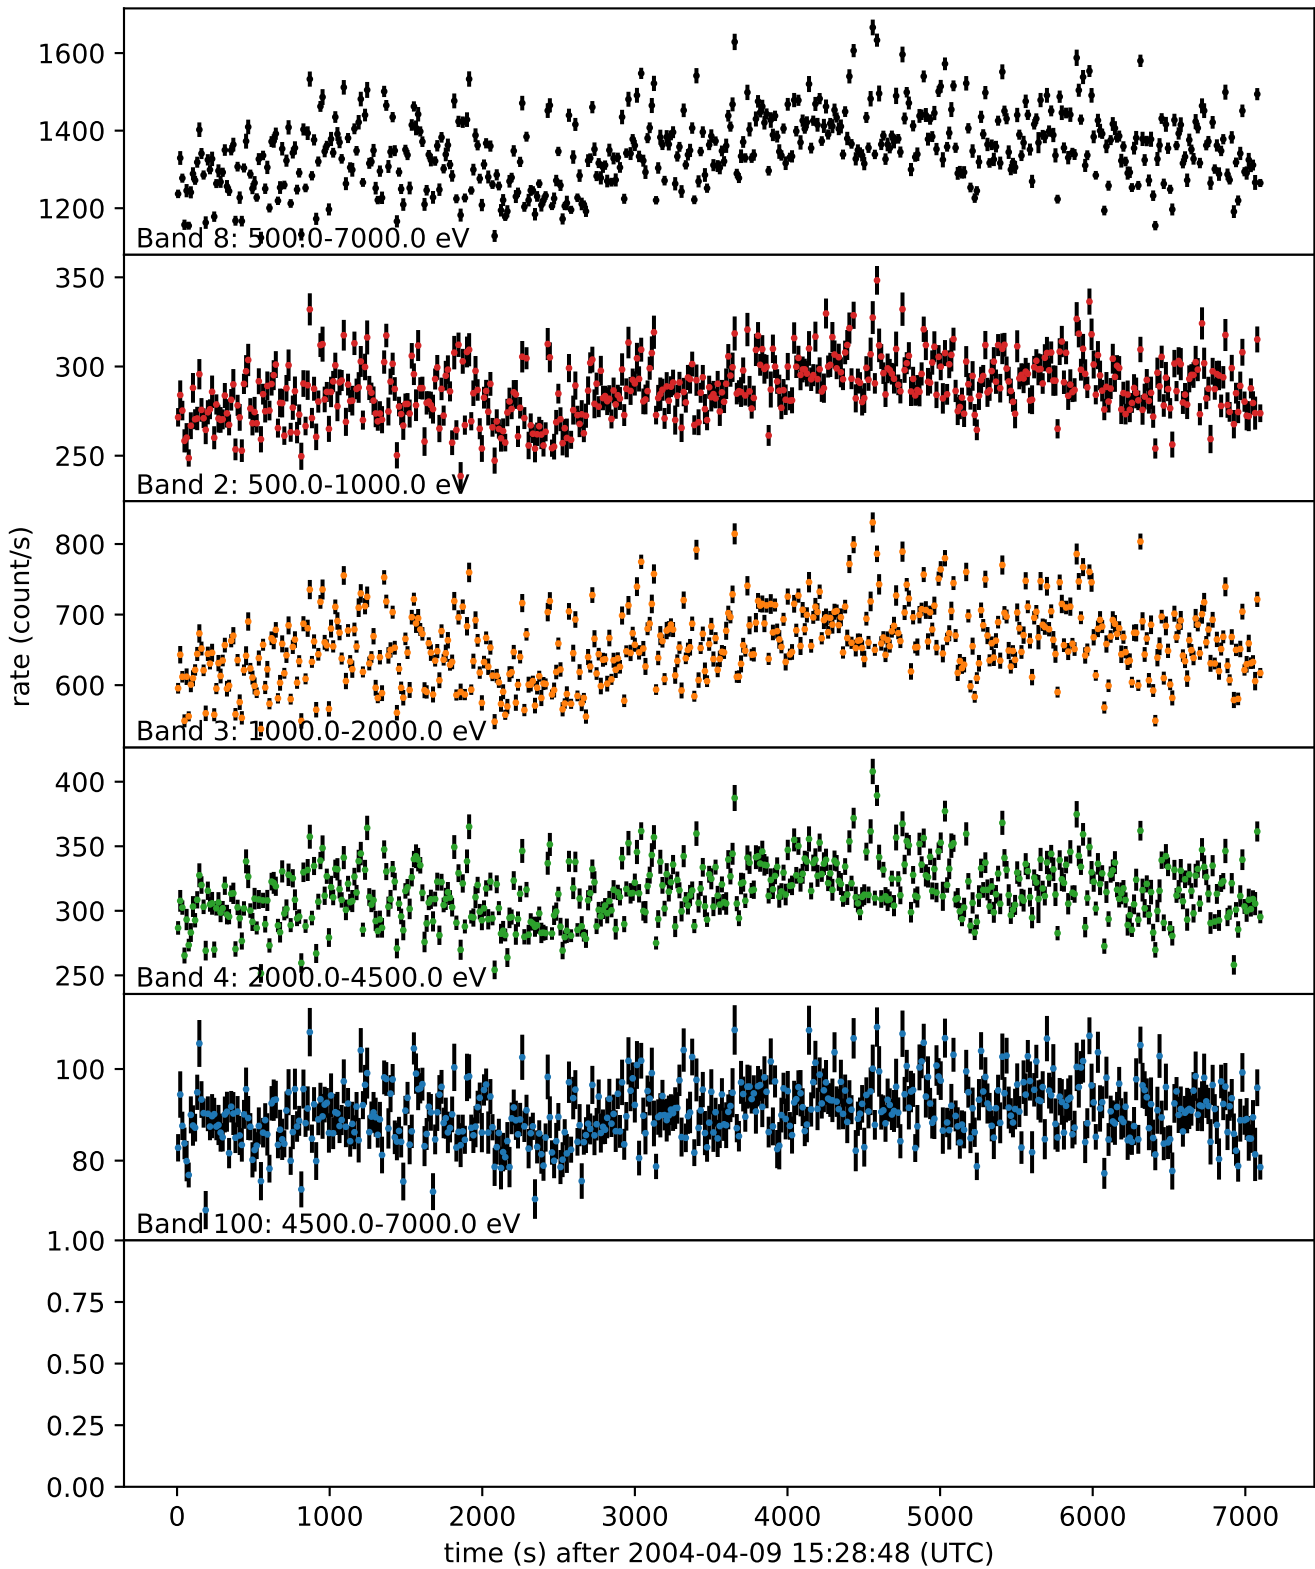 1600
1400
1200
Band 8: 500.0-7000.0 eV
350
300
250
Band 2: 500.0-1000.0 eV
rate (count/s)
800
700
600
Band 3: 1000.0-2000.0 eV
400
350
300
250
Band 4: 2000.0-4500.0 eV
100
80
Band 100: 4500.0-7000.0 eV
1.00
0.75
0.50
0.25
0.00
0 1000 2000 3000 4000 5000 6000 7000
time (s) after 2004-04-09 15:28:48 (UTC)